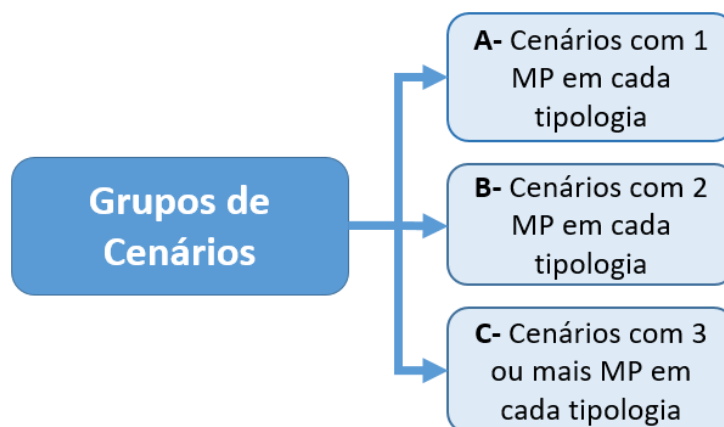 Grupos de
Cenários
A- Cenários com 1
MP em cada
tipologia
B- Cenários com 2
MP em cada
tipologia
C- Cenários com 3
ou mais MP em
cada tipologia